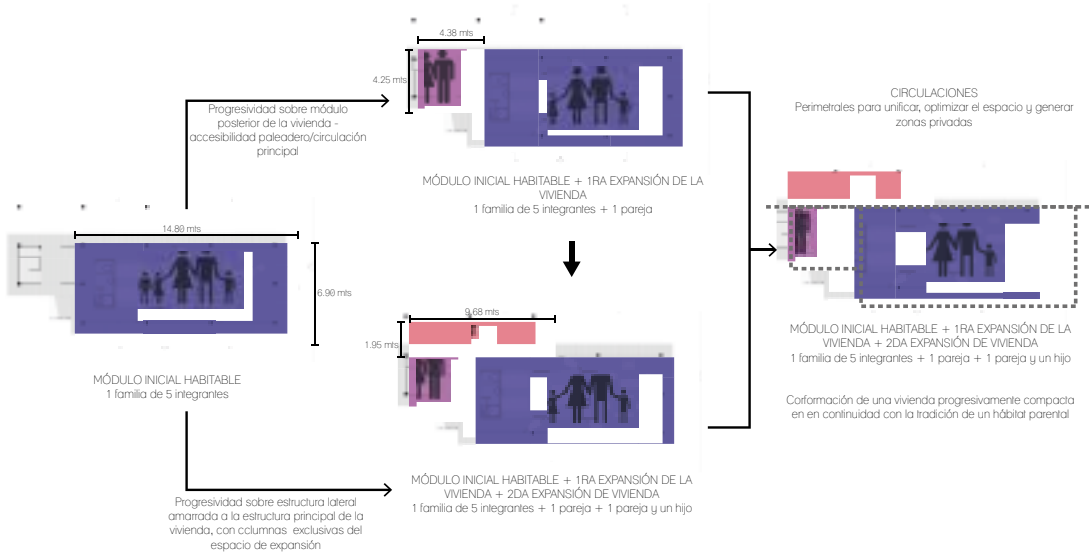 4.38 mts
4.25 mts
Progresividad sobre módulo
posterior de la vivienda -
accesibilidad paleadero/circulación
principal
MÓDULO INICIAL HABITABLE + 1RA EXPANSIÓN DE LA
VIVIENDA
1 familia de 5 integrantes + 1 pareja
14.80 mts
6.90 mts
MÓDULO INICIAL HABITABLE
1 familia de 5 integrantes
9.68 mts
1.95 mts
MÓDULO INICIAL HABITABLE + 1RA EXPANSIÓN DE LA
VIVIENDA + 2DA EXPANSIÓN DE VIVIENDA
1 familia de 5 integrantes + 1 pareja + 1 pareja y un hijo
Progresividad sobre estructura lateral
amarrada a la estructura principal de la
vivienda, con cclumnas exclusivas del
espacio de expansión
CIRCULACIONES
Perimetrales para unificar, optimizar el espacio y generar
zonas privadas
MÓDULO INICIAL HABITABLE + 1RA EXPANSIÓN DE LA
VIVIENDA + 2DA EXPANSIÓN DE VIVIENDA
1 familia de 5 integrantes + 1 pareja + 1 pareja y un hijo
Corformación de una vivienda progresivamente compacta
en en continuidad con la tradición de un hábitat parental